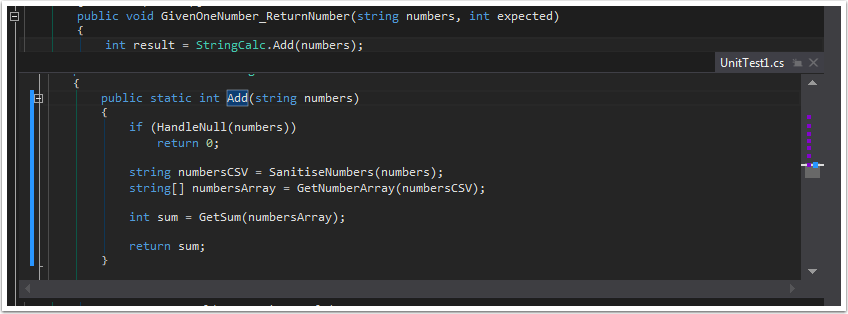 public void GivenOneNumber_ReturnNumber(string numbers, int expected)
{
int result = StringCalc.Add(numbers);
UnitTest1.cs
{
public static int Add(string numbers)
{
if (HandleNull(numbers))
return 0;
string numbersCSV = SanitiseNumbers(numbers);
string[] numbersArray = GetNumberArray(numbersCSV);
int sum = GetSum(numbersArray);
return sum;
}